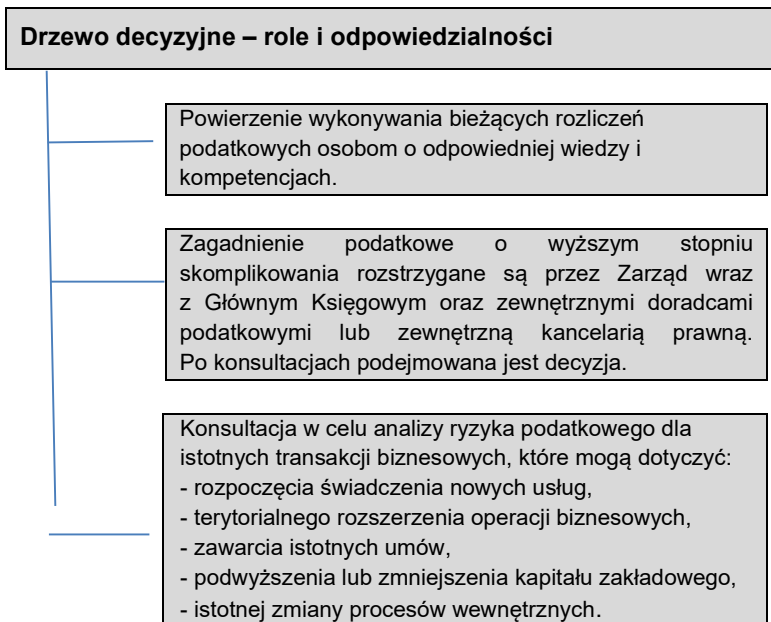 Drzewo decyzyjne – role i odpowiedzialności
Powierzenie wykonywania bieżących rozliczeń
podatkowych osobom o odpowiedniej wiedzy i
kompetencjach.
Zagadnienie podatkowe o wyższym stopniu
skomplikowania rozstrzygane są przez Zarząd wraz
z Głównym Księgowym oraz zewnętrznymi doradcami
podatkowymi lub zewnętrzną kancelarią prawną.
Po konsultacjach podejmowana jest decyzja.
Konsultacja w celu analizy ryzyka podatkowego dla
istotnych transakcji biznesowych, które mogą dotyczyć:
- rozpoczęcia świadczenia nowych usług,
- terytorialnego rozszerzenia operacji biznesowych,
- zawarcia istotnych umów,
- podwyższenia lub zmniejszenia kapitału zakładowego,
- istotnej zmiany procesów wewnętrznych.